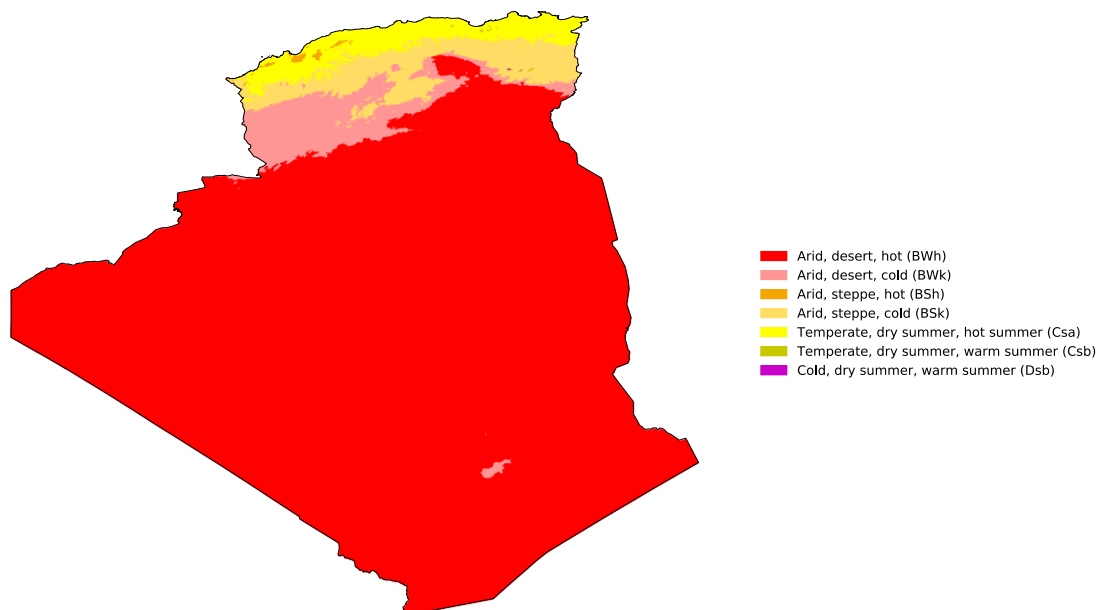 Arid, desert, hot (BWh)
Arid, desert, cold (BWk)
Arid, steppe, hot (BSh)
Arid, steppe, cold (BSk)
Temperate, dry summer, hot summer (Csa)
Temperate, dry summer, warm summer (Csb)
Cold, dry summer, warm summer (Dsb)